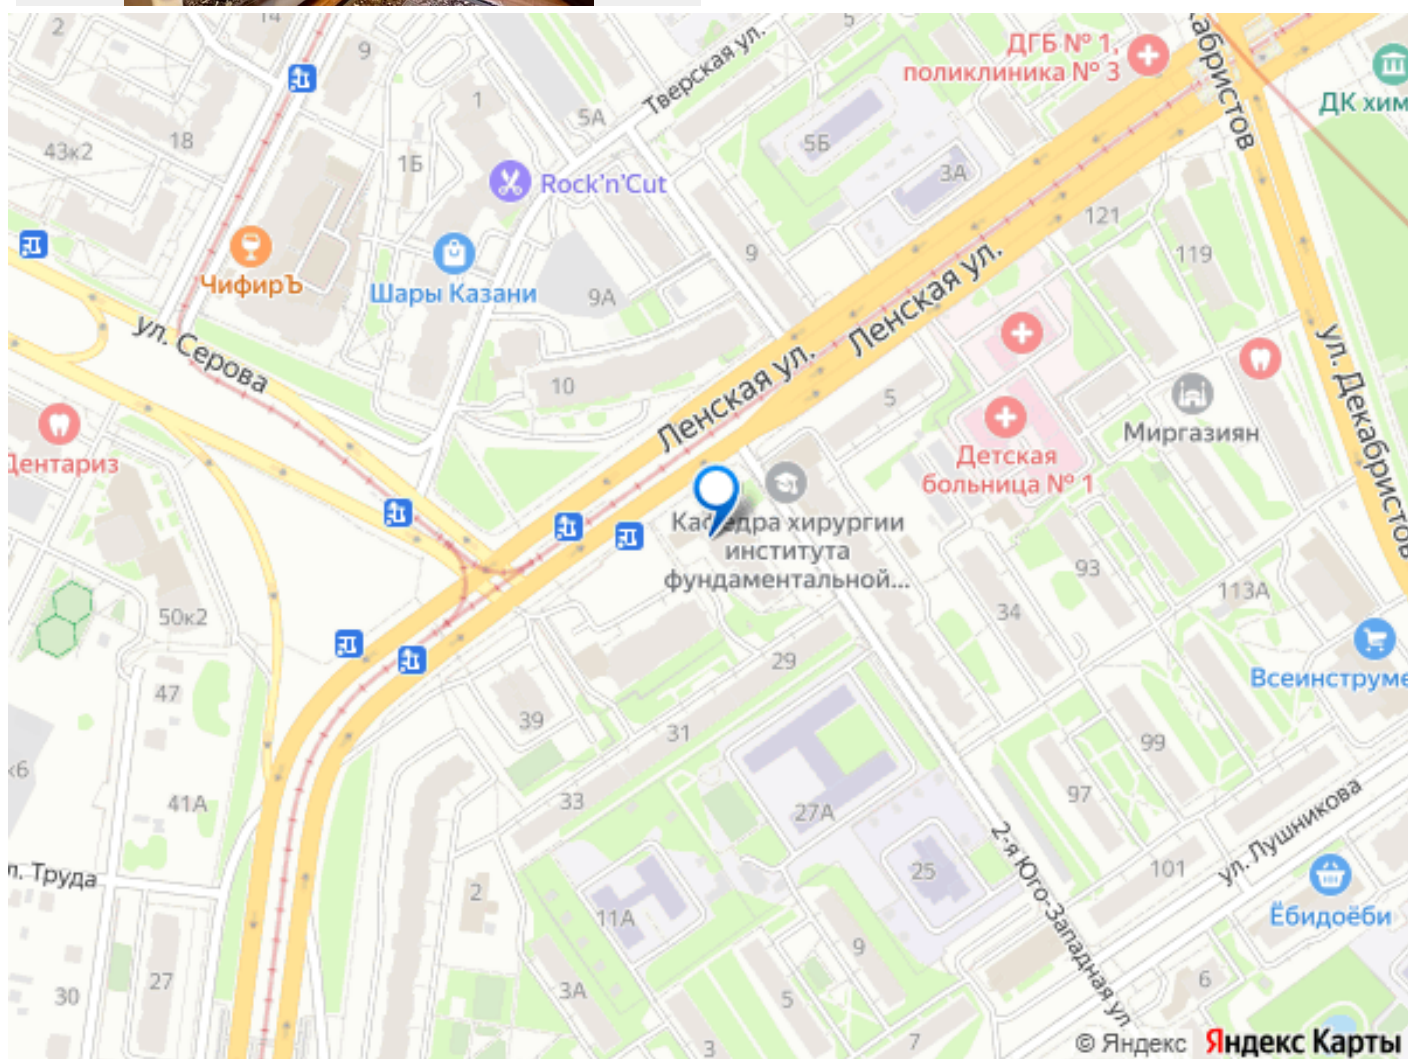 2
14
9
5
Тверская ул.
ДГБ № 1,
поликлиника № 3
ДК хим
абристов
1
5А
5Б
43к2
18
1Б
Rock'n'Cut
3А
121
9
119
ЧифирЪ
Шары Казани
9А
Ленская ул.
ул. Серова
Ленская ул.
10
5
ул. Декабристов
Миргазиян
Дентариз
Детская
больница № 1
Кафедра хирургии
института
фундаментальной...
93
113А
50к2
34
29
Всеинструме
47
39
31
99
к6
41А
33
27А
97
ул. Лушникова
2-я Юго-Западная ул.
л. Труда
25
101
2
11А
Ёбидоёби
9
27
30
3А
5
6
3
7
© Яндекс Яндекс Карты